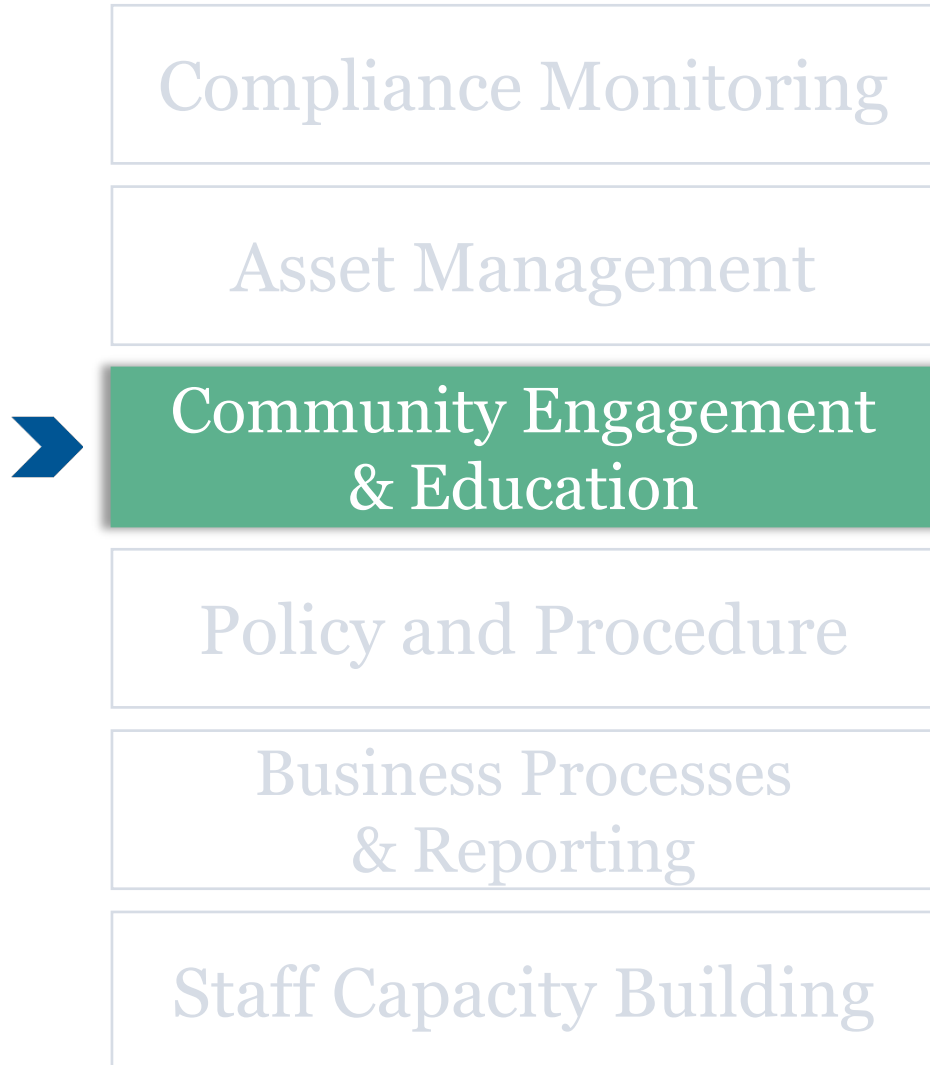 Compliance Monitoring
Asset Management
Community Engagement
& Education
Policy and Procedure
Business Processes
& Reporting
Staff Capacity Building